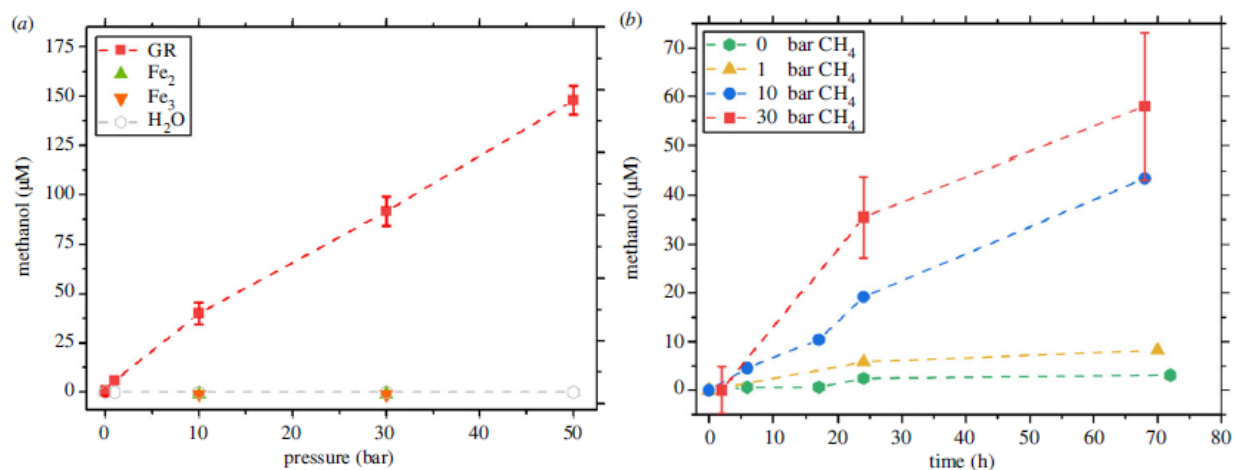 (a)
GR
Fe2
Fe3
H2O
methanol (µM)
175
150
125
100
75
50
25
0
0 10 20 30 40 50
pressure (bar)
(b)
0 bar CH4
1 bar CH4
10 bar CH4
30 bar CH4
methanol (µM)
70
60
50
40
30
20
10
0
0 10 20 30 40 50 60 70 80
time (h)